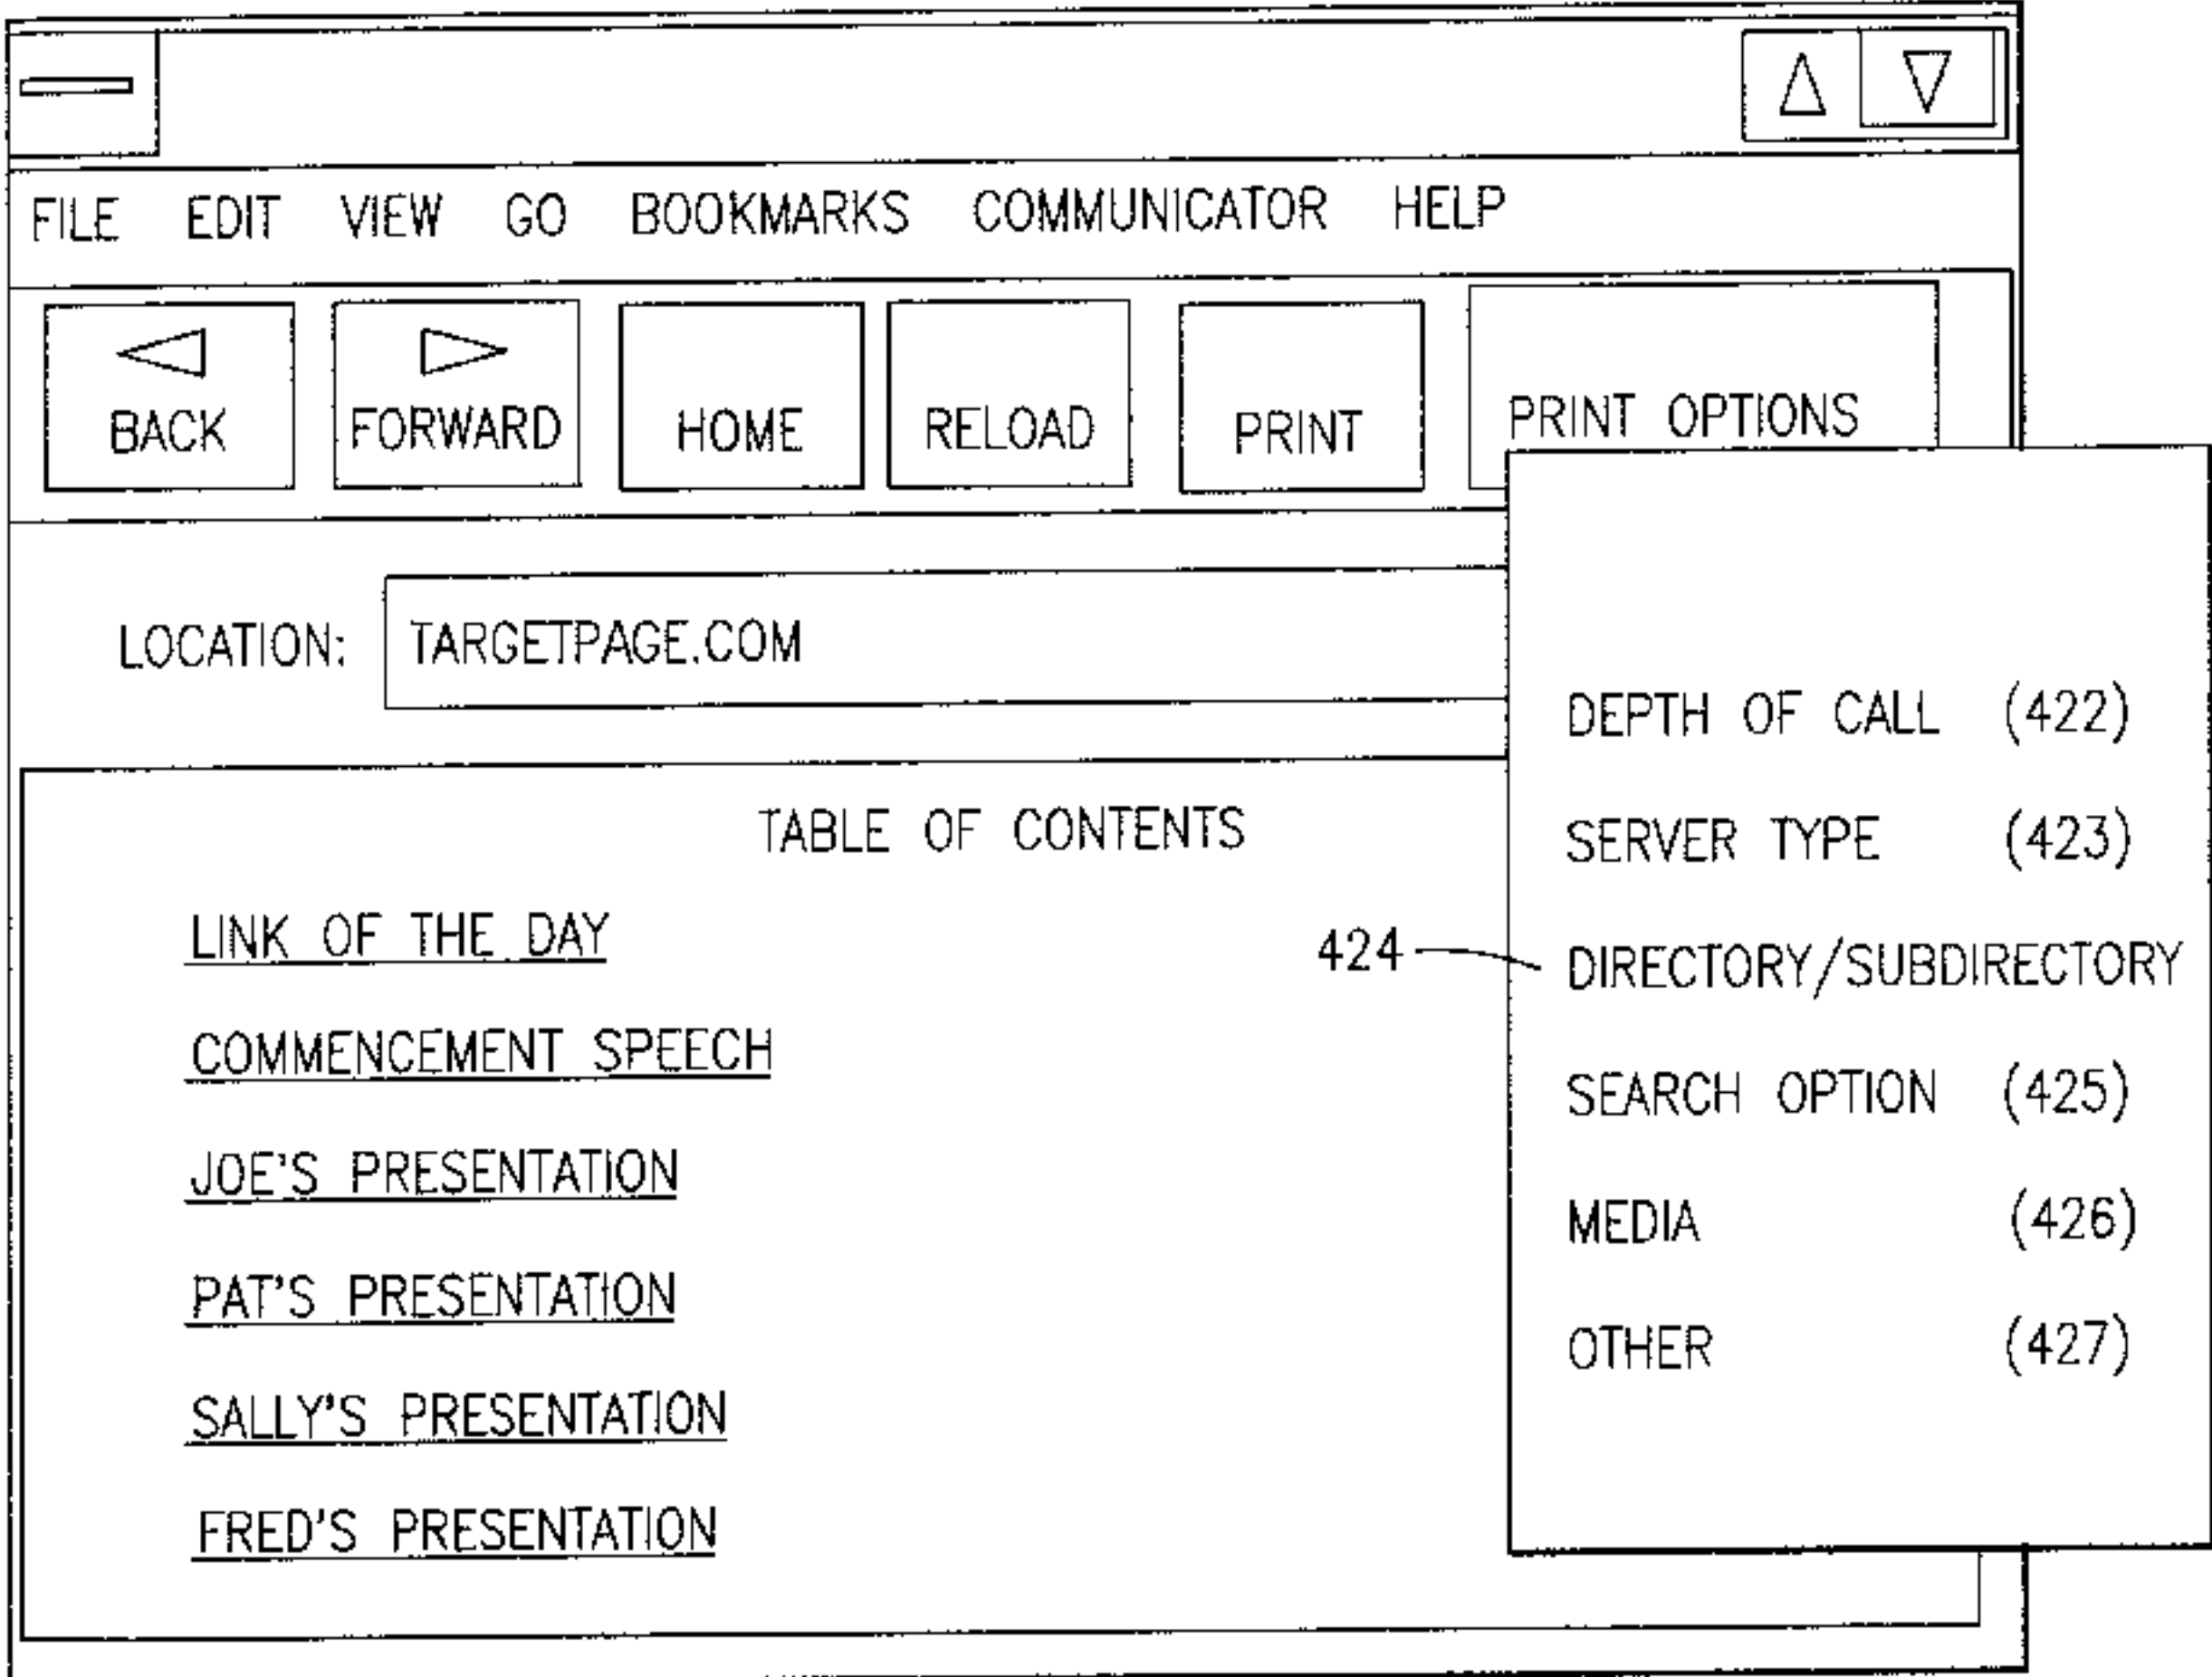 FILE EDIT VIEW GO BOOKMARKS COMMUNICATOR HELP
BACK FORWARD HOME RELOAD PRINT PRINT OPTIONS
LOCATION: TARGETPAGE.COM
TABLE OF CONTENTS
LINK OF THE DAY
COMMENCEMENT SPEECH
JOE'S PRESENTATION
PAT'S PRESENTATION
SALLY'S PRESENTATION
FRED'S PRESENTATION
DEPTH OF CALL (422)
SERVER TYPE (423)
424 DIRECTORY/SUBDIRECTORY
SEARCH OPTION (425)
MEDIA (426)
OTHER (427)